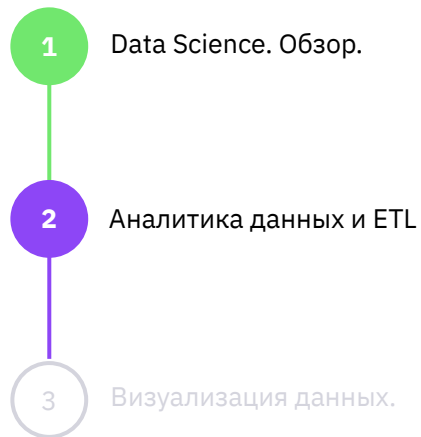 1
Data Science. Обзор.
2
Аналитика данных и ETL
3
Визуализация данных.